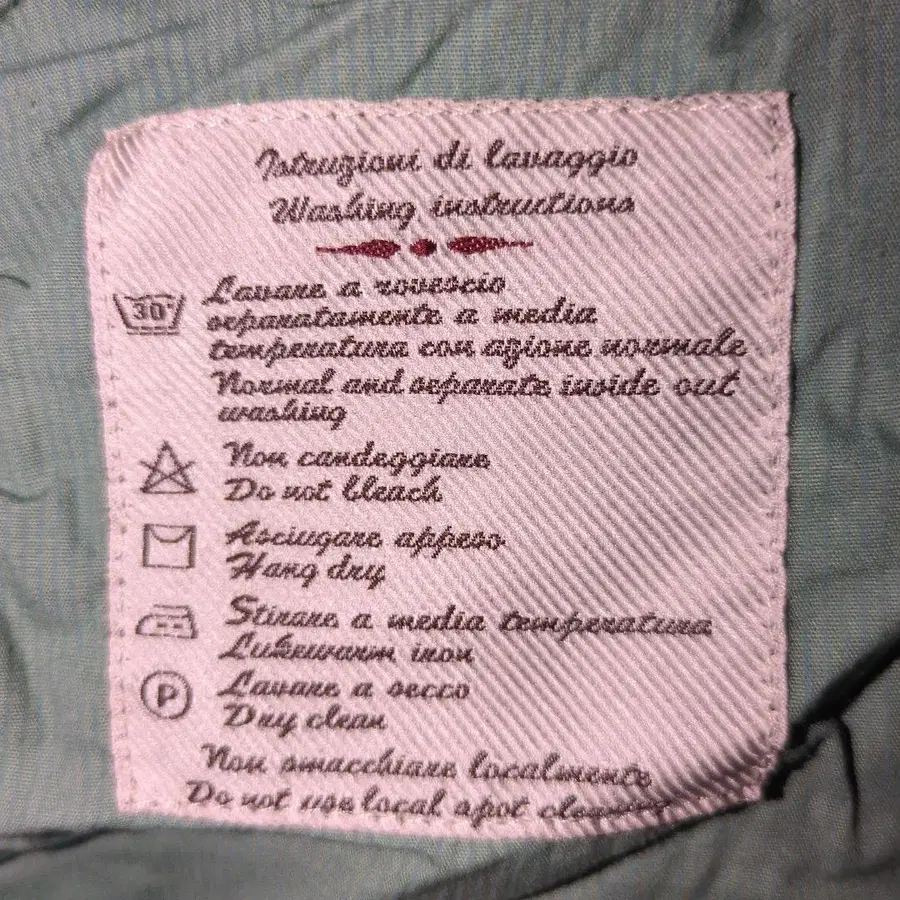 Istruzioni di lavaggio
Washing instructions
30°
Lavare a rovescio
separatamente a media
temperatura con azione normale
Normal and separate inside out
washing
Non candeggiare
Do not bleach
Asciugare appeso
Hang dry
Stirare a media temperatura
Lukewarm iron
P
Lavare a secco
Dry clean
Non smacchiare localmente
Do not use local spot cleaning